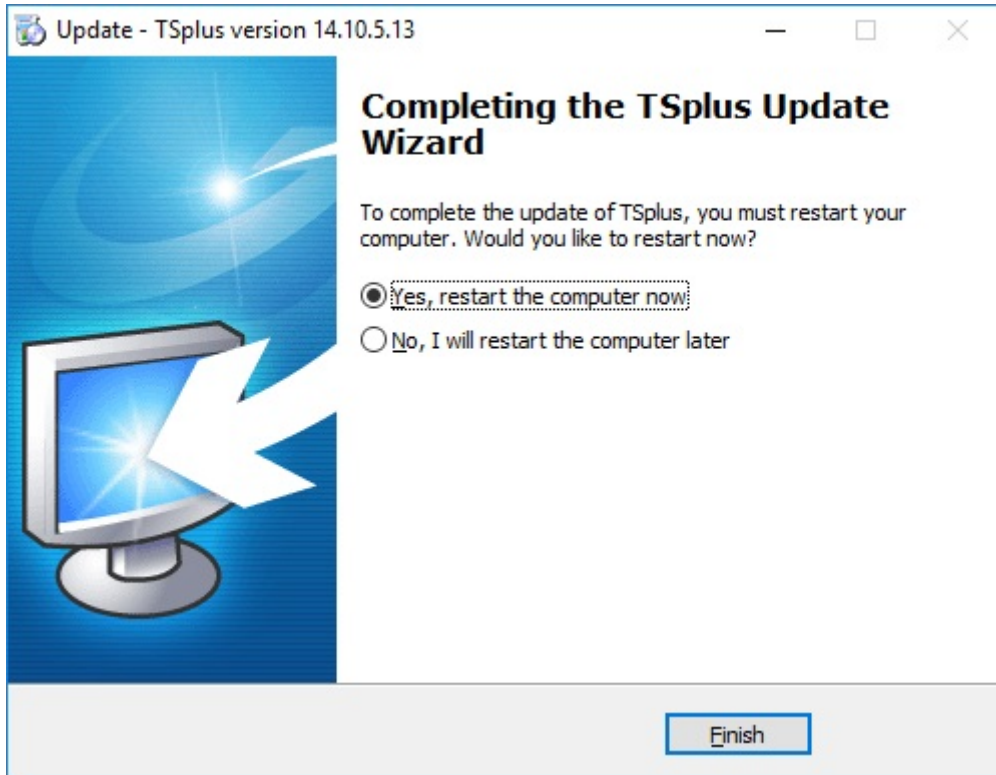 Update - TSplus version 14.10.5.13
Completing the TSplus Update
Wizard
To complete the update of TSplus, you must restart your
computer. Would you like to restart now?
Yes, restart the computer now
No, I will restart the computer later
Finish